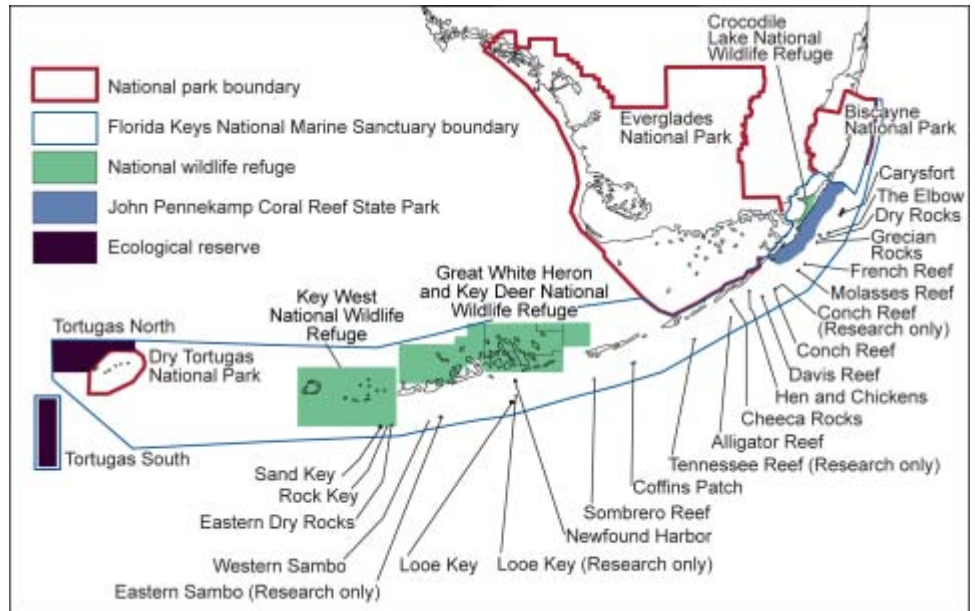 National park boundary
Florida Keys National Marine Sanctuary boundary
National wildlife refuge
John Pennekamp Coral Reef State Park
Ecological reserve
Crocodile
Lake National
Wildlife Refuge
Everglades
National Park
Biscayne
National Park
Carysfort
The Elbow
Dry Rocks
Grecian
Rocks
French Reef
Molasses Reef
Conch Reef
(Research only)
Conch Reef
Davis Reef
Hen and Chickens
Cheeca Rocks
Alligator Reef
Tennessee Reef (Research only)
Coffins Patch
Sombrero Reef
Newfound Harbor
Looe Key (Research only)
Looe Key
Great White Heron
and Key Deer National
Wildlife Refuge
Key West
National Wildlife
Refuge
Tortugas North
Dry Tortugas
National Park
Tortugas South
Sand Key
Rock Key
Eastern Dry Rocks
Western Sambo
Eastern Sambo (Research only)